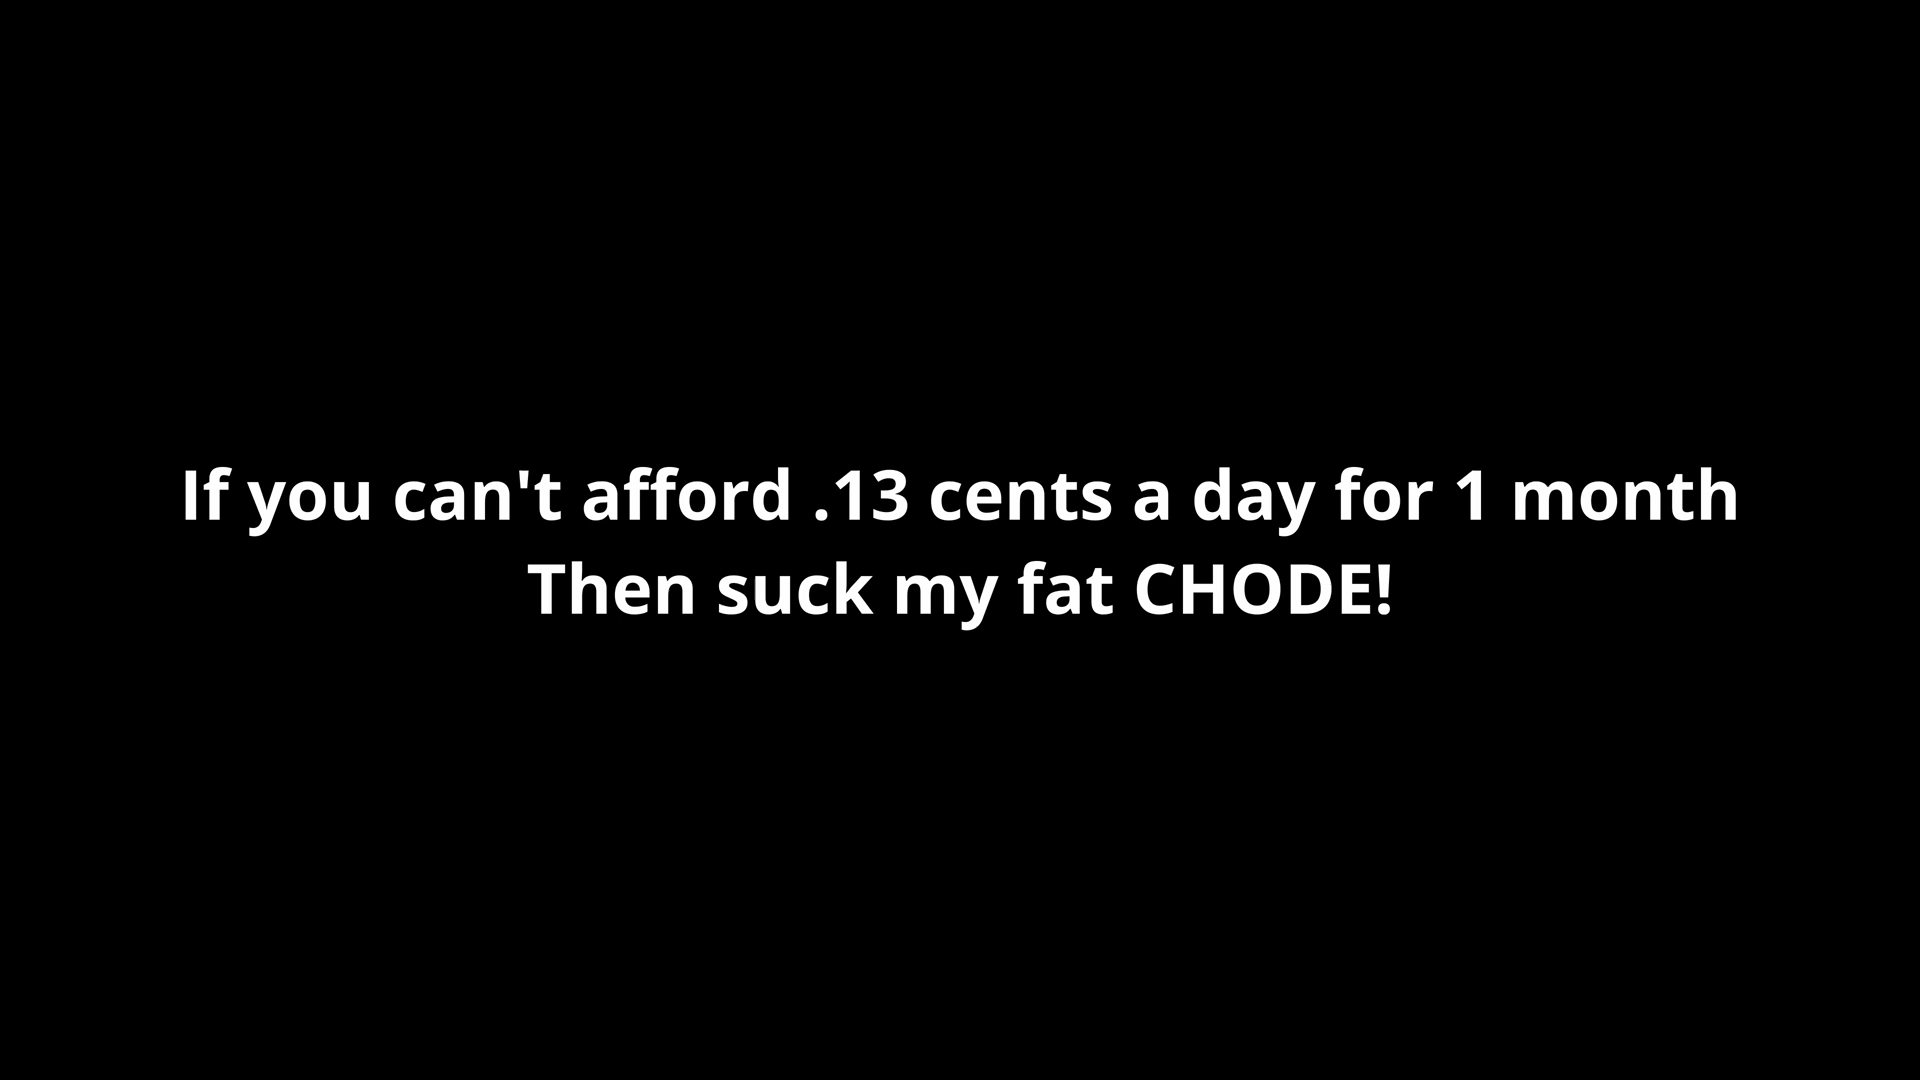 If you can't afford .13 cents a day for 1 month
Then suck my fat CHODE!